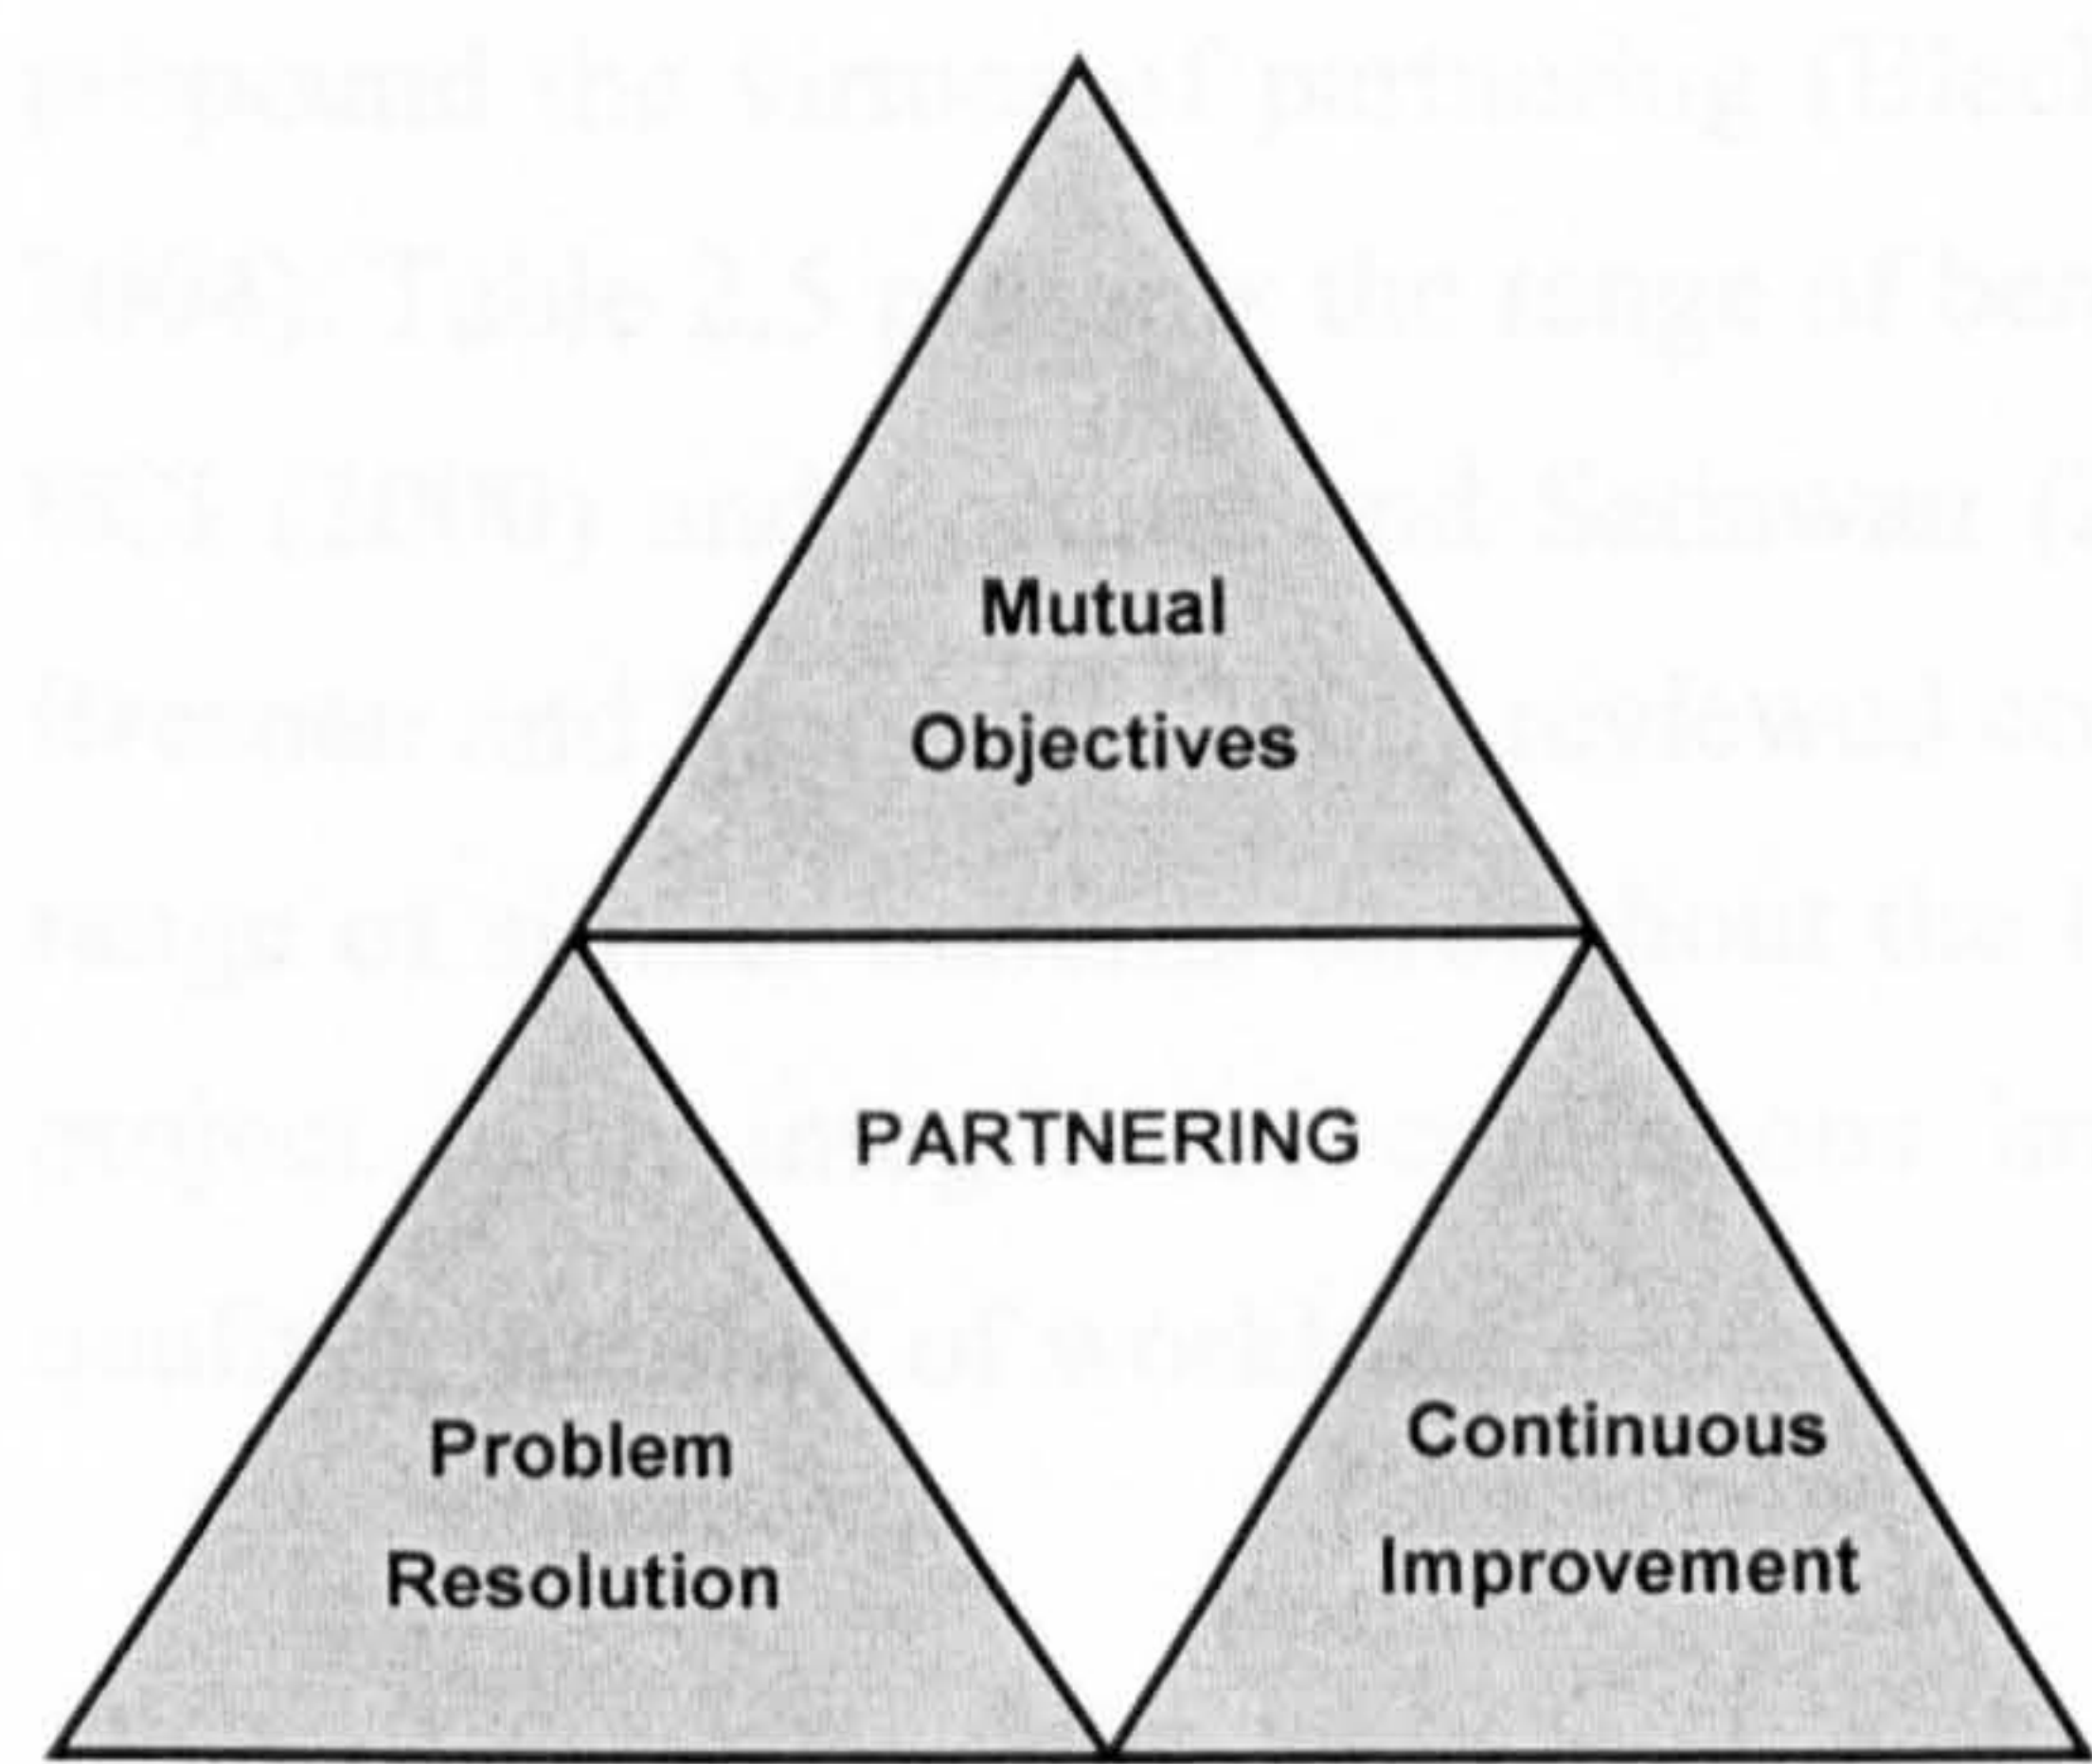 Mutual
Objectives
PARTNERING
Problem
Resolution
Continuous
Improvement